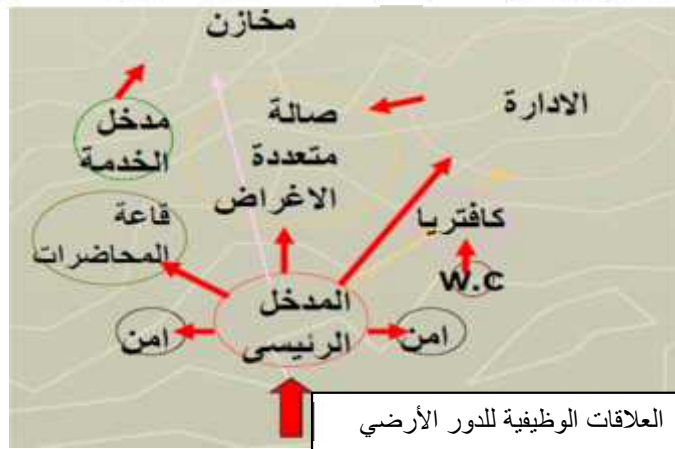 مخازن
الادارة
صالة
متعددة
الاغراض
مدخل
الخدمة
قاعة
المحاضرات
كافتريا
W.C
المدخل
الرئيسى
امن
امن
العلاقات الوظيفية للدور الأرضي